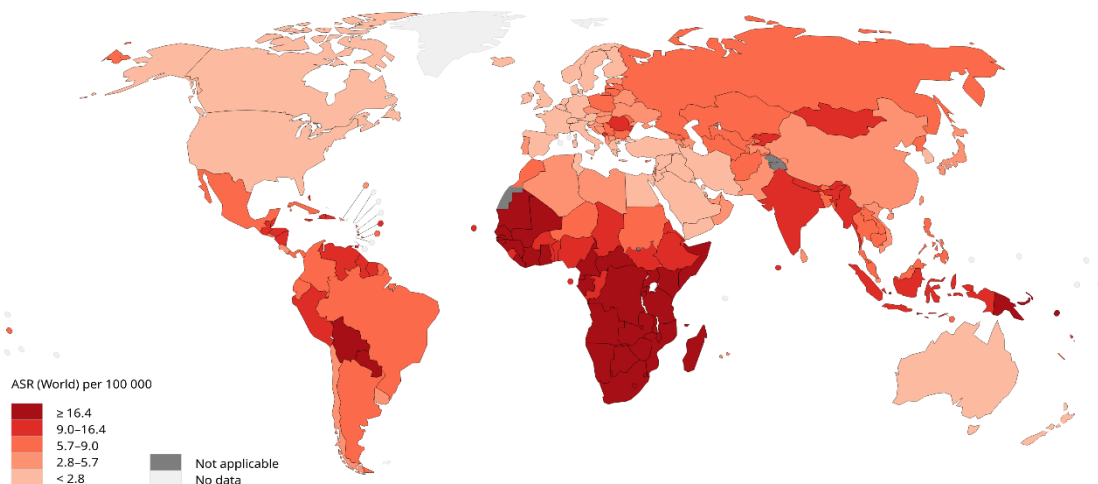 ASR (World) per 100 000
≥ 16.4
9.0–16.4
5.7–9.0
2.8–5.7
< 2.8
Not applicable
No data